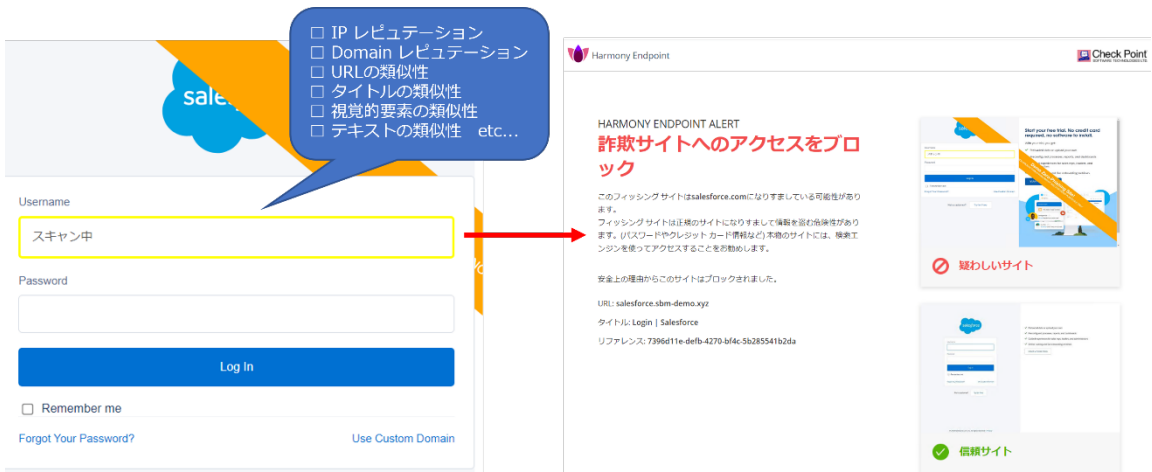 □ IP レピュテーション
□ Domain レピュテーション
□ URLの類似性
□ タイトルの類似性
□ 視覚的要素の類似性
□ テキストの類似性　etc...
Username
スキャン中
Password
Log In
Remember me
Forgot Your Password?
Use Custom Domain
Harmony Endpoint
Check Point
SOFTWARE TECHNOLOGIES LTD
HARMONY ENDPOINT ALERT
詐欺サイトへのアクセスをブロ
ック
このフィッシング サイトはsalesforce.comになりすましている可能性があり
ます。
フィッシング サイトは正規のサイトになりすまして情報を盗む危険性があり
ます。(パスワードやクレジット カード情報など) 本物のサイトには、検索エ
ンジンを使ってアクセスすることをお勧めします。
安全上の理由からこのサイトはブロックされました。
URL: salesforce.sbm-demo.xyz
タイトル: Login | Salesforce
リファレンス: 7396d11e-defb-4270-bf4c-5b285541b2da
Start your free trial. No credit card
required, no software to install.
疑わしいサイト
信頼サイト